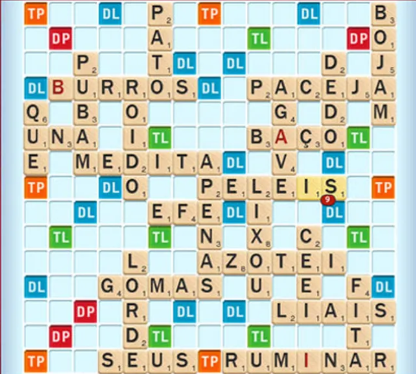 TP DL P TP DL B
DP A TL DP O
P T DL DL D J
DL BURROS DL PACEJA
Q B O G D M
UNA I TL BAÇO TL
E MEDITA DL V DL
TP DL O PELEIS TP
9
DL EFE DL I DL
TL TL N X C TL
L AZOTEI
DL GOMAS U E F DL
DP R DL DL LIAIS
DP D TL TL T
TP SEUS TP RUMINAR